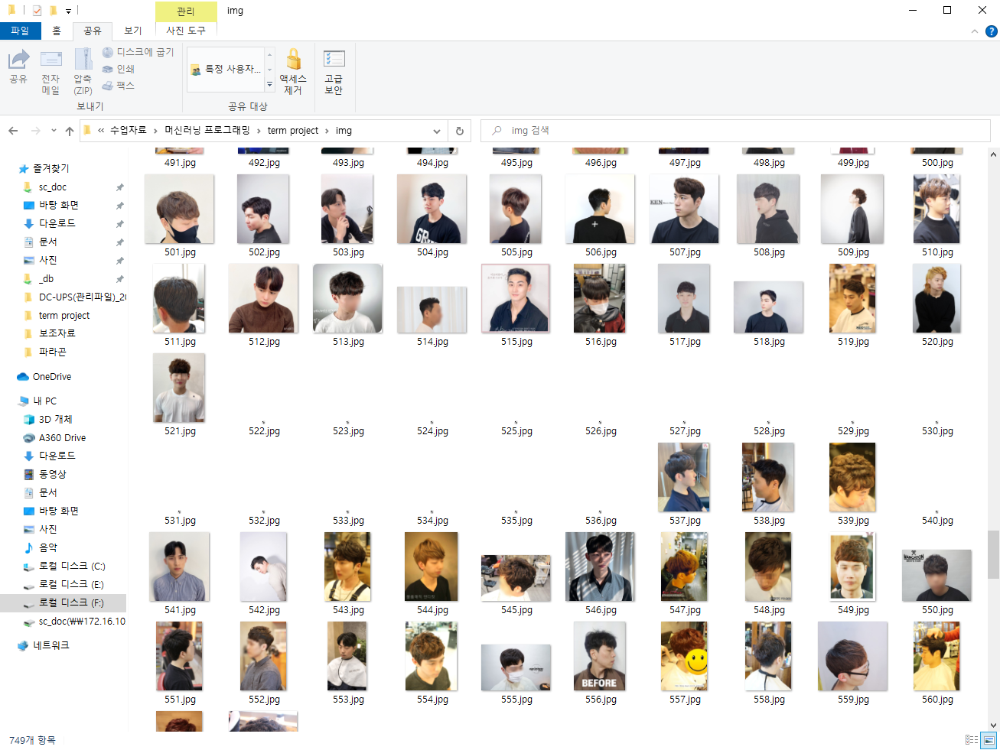 관리
img
파일
홈
공유
보기
사진 도구
공유
전자
메일
압축
(ZIP)
디스크에 굽기
인쇄
팩스
보내기
특정 사용자...
액세스
제거
고급
보안
공유 대상
« 수업자료 › 머신러닝 프로그래밍 › term project › img
img 검색
즐겨찾기
sc_doc
바탕 화면
다운로드
문서
사진
_db
DC-UPS(관리파일)_20
term project
보조자료
파라곤
OneDrive
내 PC
3D 개체
A360 Drive
다운로드
동영상
문서
바탕 화면
사진
음악
로컬 디스크 (C:)
로컬 디스크 (E:)
로컬 디스크 (F:)
sc_doc(₩₩172.16.10
네트워크
491.jpg 492.jpg 493.jpg 494.jpg 495.jpg 496.jpg 497.jpg 498.jpg 499.jpg 500.jpg
KEN
501.jpg 502.jpg 503.jpg 504.jpg 505.jpg 506.jpg 507.jpg 508.jpg 509.jpg 510.jpg
511.jpg 512.jpg 513.jpg 514.jpg 515.jpg 516.jpg 517.jpg 518.jpg 519.jpg 520.jpg
521.jpg 522.jpg 523.jpg 524.jpg 525.jpg 526.jpg 527.jpg 528.jpg 529.jpg 530.jpg
531.jpg 532.jpg 533.jpg 534.jpg 535.jpg 536.jpg 537.jpg 538.jpg 539.jpg 540.jpg
541.jpg 542.jpg 543.jpg 544.jpg 545.jpg 546.jpg 547.jpg 548.jpg 549.jpg 550.jpg
BEFORE
551.jpg 552.jpg 553.jpg 554.jpg 555.jpg 556.jpg 557.jpg 558.jpg 559.jpg 560.jpg
749개 항목